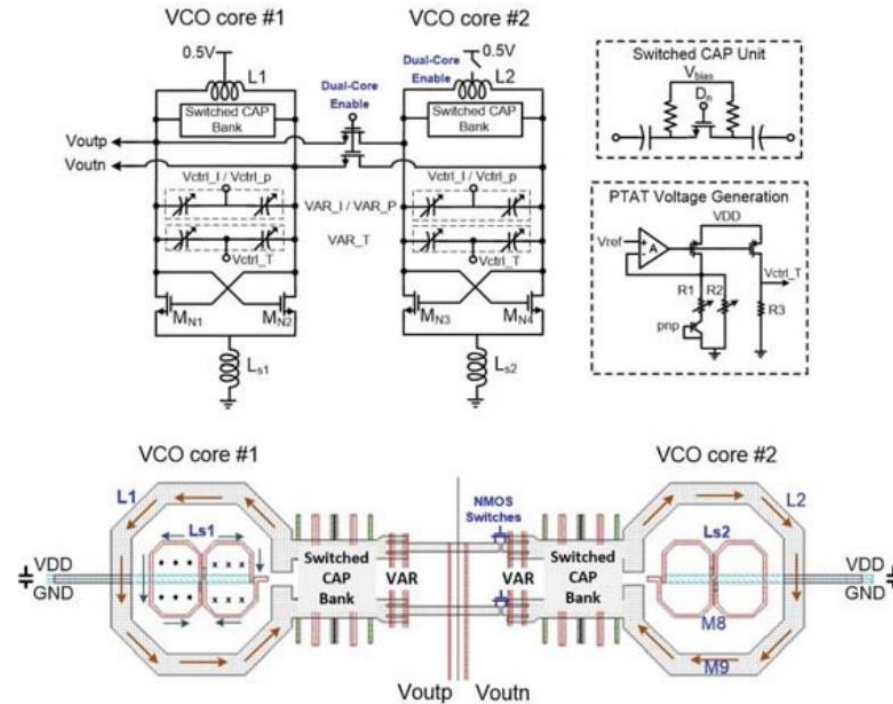 VCO core #1
VCO core #2
0.5V
L1
Dual-Core
Enable
Dual-Core
Enable
0.5V
L2
Switched CAP
Bank
Switched CAP
Bank
Voutp
Voutn
Vctrl_I / Vctrl_p
Vctrl_I / Vctrl_p
VAR_I / VAR_P
VAR_T
Vctrl_T
Vctrl_T
MN1
MN2
MN3
MN4
Ls1
Ls2
Switched CAP Unit
Vbias
Dn
PTAT Voltage Generation
VDD
Vref
+
-
A
Vctrl_T
R1
R2
R3
pnp
VCO core #1
VCO core #2
L1
Ls1
VDD
GND
Switched
CAP
Bank
VAR
NMOS
Switches
VAR
Switched
CAP
Bank
L2
Ls2
VDD
GND
M8
M9
Voutp
Voutn